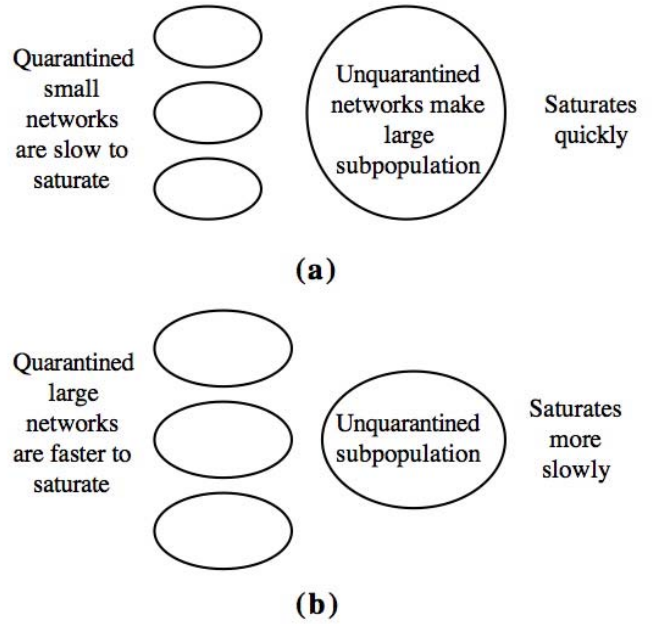 Quarantined
small
networks
are slow to
saturate
Unquarantined
networks make
large
subpopulation
Saturates
quickly
(a)
Quarantined
large
networks
are faster to
saturate
Unquarantined
subpopulation
Saturates
more
slowly
(b)